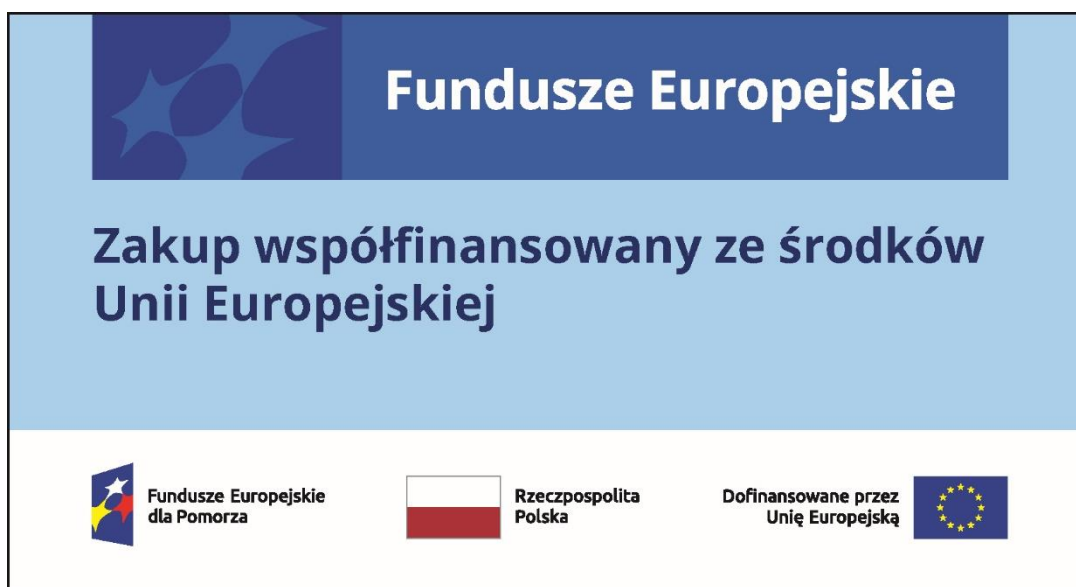 Fundusze Europejskie
Zakup współfinansowany ze środków
Unii Europejskiej
Fundusze Europejskie
dla Pomorza
Rzeczpospolita
Polska
Dofinansowane przez
Unię Europejską